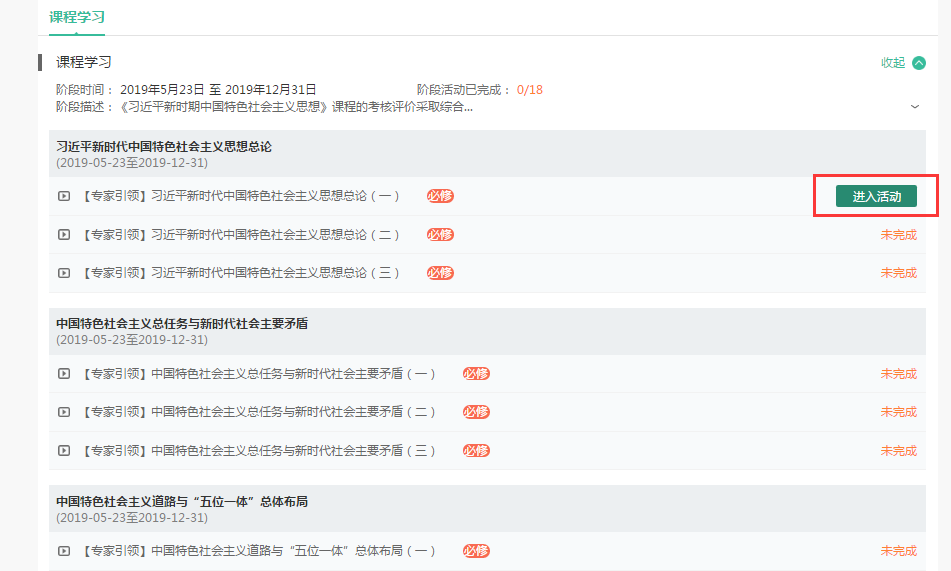 课程学习
课程学习
收起
阶段时间： 2019年5月23日 至 2019年12月31日
阶段活动已完成： 0/18
阶段描述：《习近平新时期中国特色社会主义思想》课程的考核评价采取综合...
习近平新时代中国特色社会主义思想总论
(2019-05-23至2019-12-31)
【专家引领】习近平新时代中国特色社会主义思想总论（一） 必修 进入活动
【专家引领】习近平新时代中国特色社会主义思想总论（二） 必修 未完成
【专家引领】习近平新时代中国特色社会主义思想总论（三） 必修 未完成
中国特色社会主义总任务与新时代社会主要矛盾
(2019-05-23至2019-12-31)
【专家引领】中国特色社会主义总任务与新时代社会主要矛盾（一） 必修 未完成
【专家引领】中国特色社会主义总任务与新时代社会主要矛盾（二） 必修 未完成
【专家引领】中国特色社会主义总任务与新时代社会主要矛盾（三） 必修 未完成
中国特色社会主义道路与“五位一体”总体布局
(2019-05-23至2019-12-31)
【专家引领】中国特色社会主义道路与“五位一体”总体布局（一） 必修 未完成